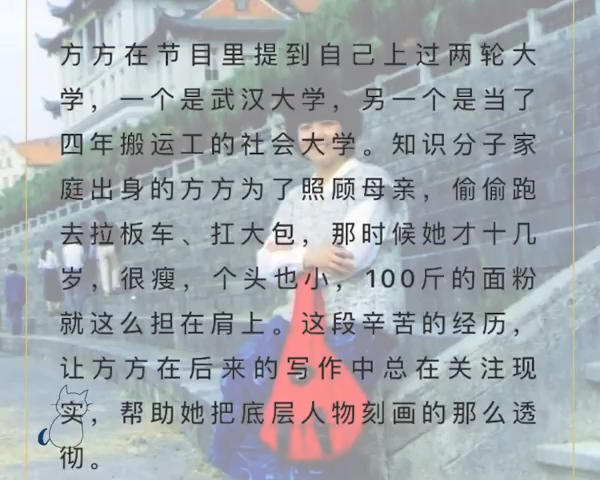 方方在节目里提到自己上过两轮大
学，一个是武汉大学，另一个是当了
四年搬运工的社会大学。知识分子家
庭出身的方方为了照顾母亲，偷偷跑
去拉板车、扛大包，那时候她才十几
岁，很瘦，个头也小，100斤的面粉
就这么担在肩上。这段辛苦的经历，
让方方在后来的写作中总在关注现
实，帮助她把底层人物刻画的那么透
彻。